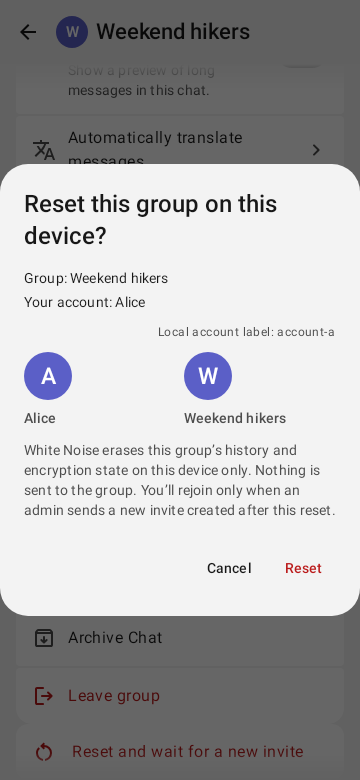 W Weekend hikers
Show a preview of long
messages in this chat.
Automatically translate
messages
Reset this group on this
device?
Group: Weekend hikers
Your account: Alice
Local account label: account-a
A W
Alice Weekend hikers
White Noise erases this group’s history and
encryption state on this device only. Nothing is
sent to the group. You’ll rejoin only when an
admin sends a new invite created after this reset.
Cancel Reset
Archive Chat
Leave group
Reset and wait for a new invite